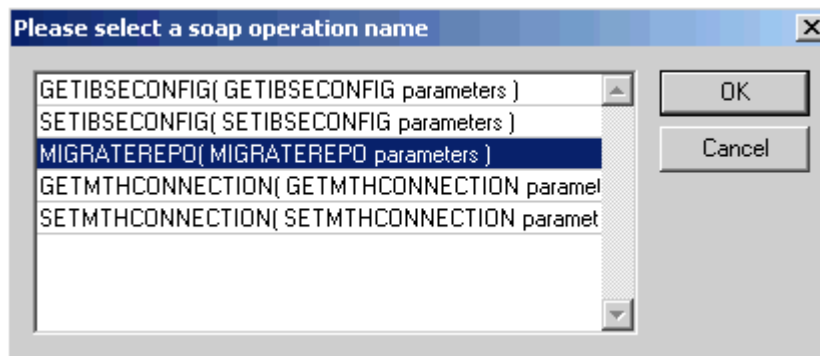 Please select a soap operation name
GETIBSECONFIG( GETIBSECONFIG parameters )
SETIBSECONFIG( SETIBSECONFIG parameters )
MIGRATEREPO( MIGRATEREPO parameters )
GETMTHCONNECTION( GETMTHCONNECTION paramet
SETMTHCONNECTION( SETMTHCONNECTION paramet
OK
Cancel